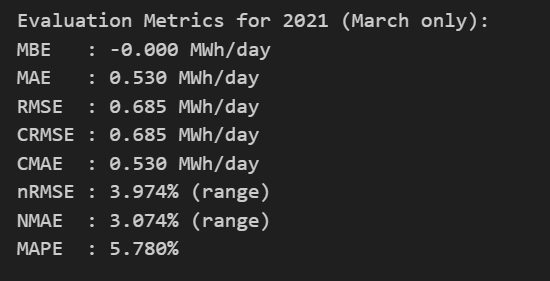 Evaluation Metrics for 2021 (March only):
MBE   : -0.000 MWh/day
MAE   : 0.530 MWh/day
RMSE  : 0.685 MWh/day
CRMSE : 0.685 MWh/day
CMAE  : 0.530 MWh/day
nRMSE : 3.974% (range)
NMAE  : 3.074% (range)
MAPE  : 5.780%